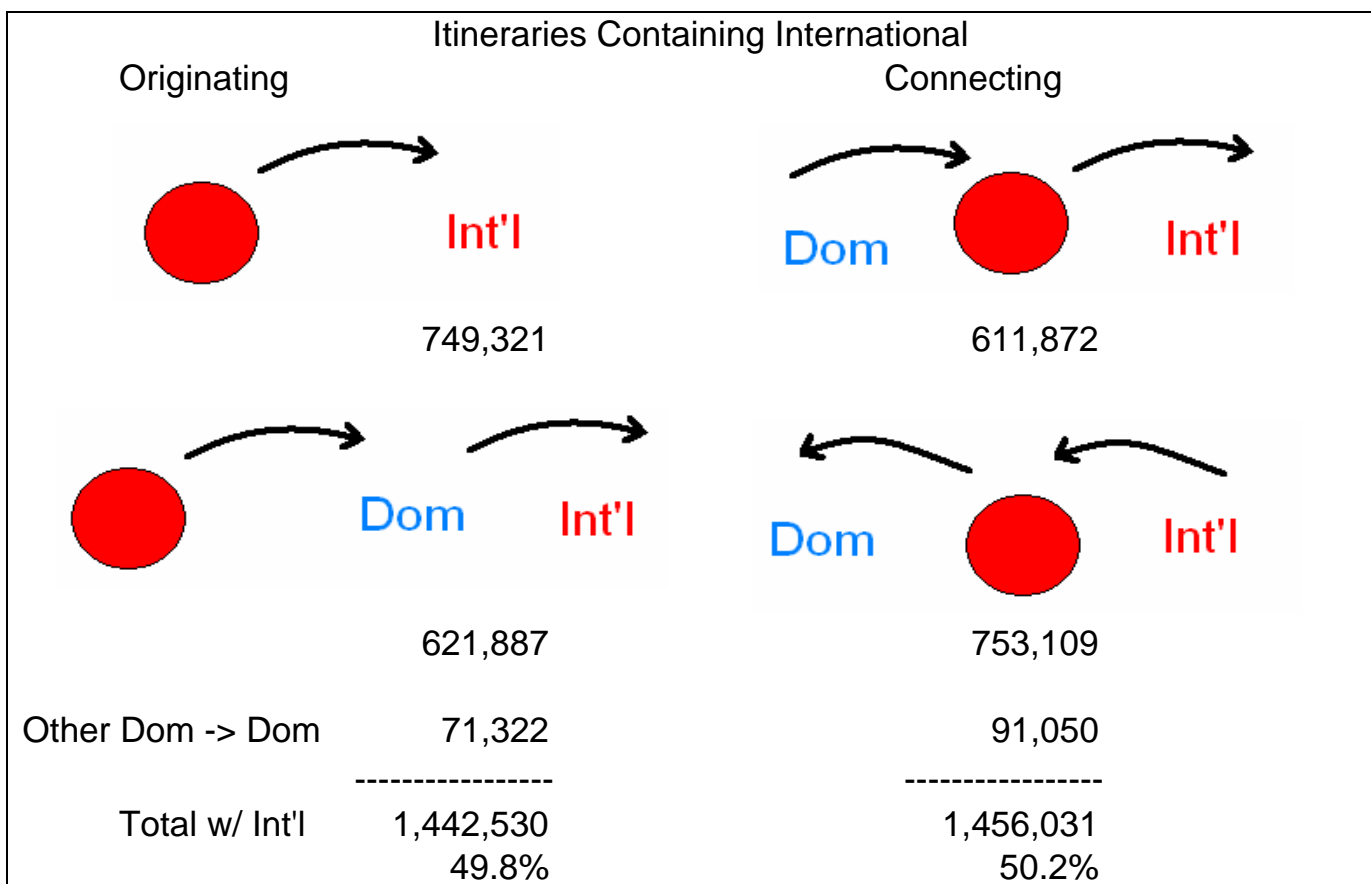 Itineraries Containing International
Originating Connecting
Int'l Dom Int'l
749,321 611,872
Dom Int'l Dom Int'l
621,887 753,109
Other Dom -> Dom 71,322 91,050
----------------- -----------------
Total w/ Int'l 1,442,530 1,456,031
49.8% 50.2%